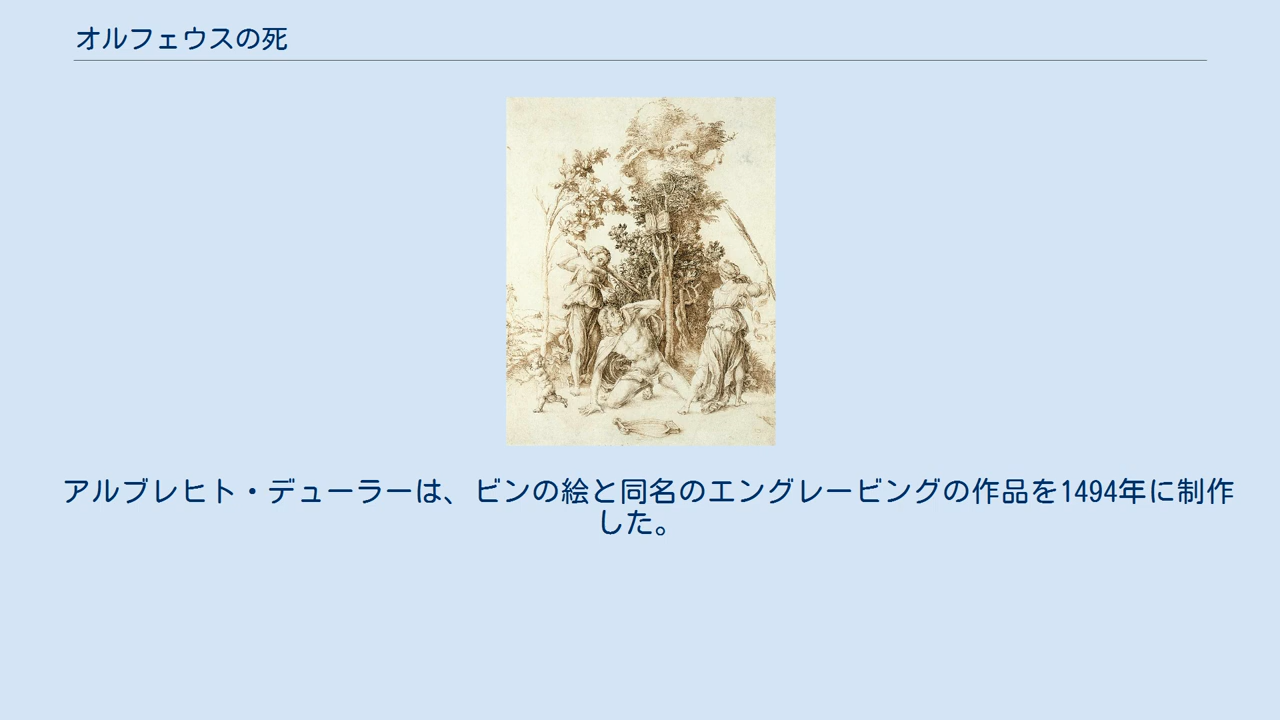 オルフェウスの死
アルブレヒト・デューラーは、ビンの絵と同名のエングレービングの作品を1494年に制作
した。